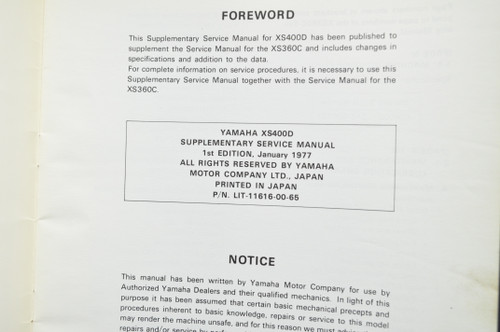 FOREWORD
This Supplementary Service Manual for XS400D has been published to
supplement the Service Manual for the XS360C and includes changes in
specifications and addition to the data.
For complete information on service procedures, it is necessary to use this
Supplementary Service Manual together with the Service Manual for the
XS360C.
YAMAHA XS400D
SUPPLEMENTARY SERVICE MANUAL
1st EDITION, January 1977
ALL RIGHTS RESERVED BY YAMAHA
MOTOR COMPANY LTD., JAPAN
PRINTED IN JAPAN
P/N. LIT-11616-00-65
NOTICE
This manual has been written by Yamaha Motor Company for use by
Authorized Yamaha Dealers and their qualified mechanics. In light of this
purpose it has been assumed that certain basic mechanical precepts and
procedures inherent to basic knowledge, repairs or service to this model
may render the machine unsafe, and for this reason we must
repairs and/or service